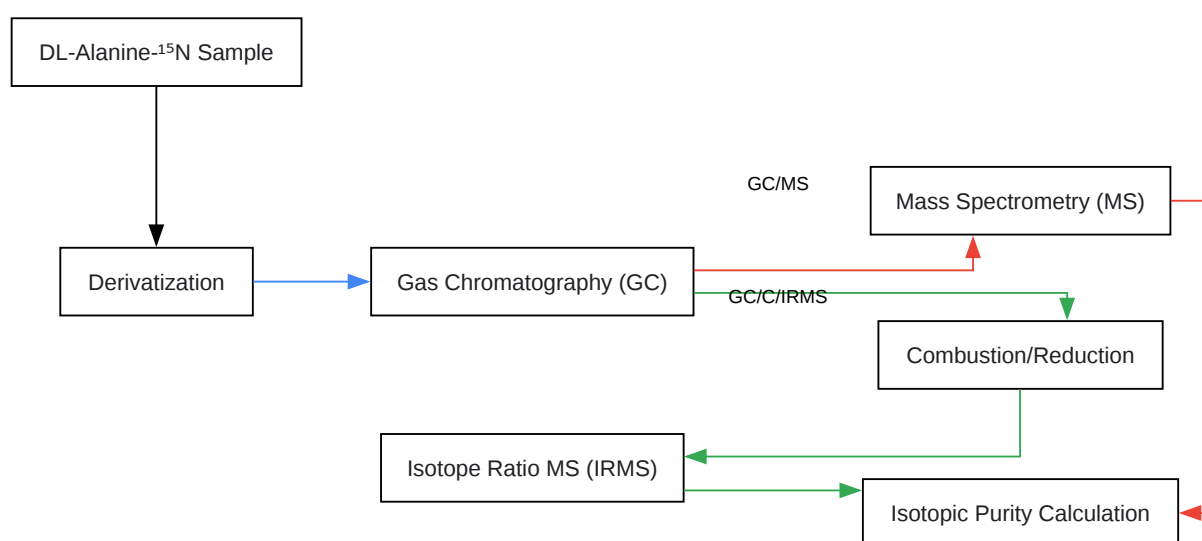 DL-Alanine-¹⁵N Sample
GC/MS
Mass Spectrometry (MS)
Derivatization
Gas Chromatography (GC)
GC/C/IRMS
Combustion/Reduction
Isotope Ratio MS (IRMS)
Isotopic Purity Calculation